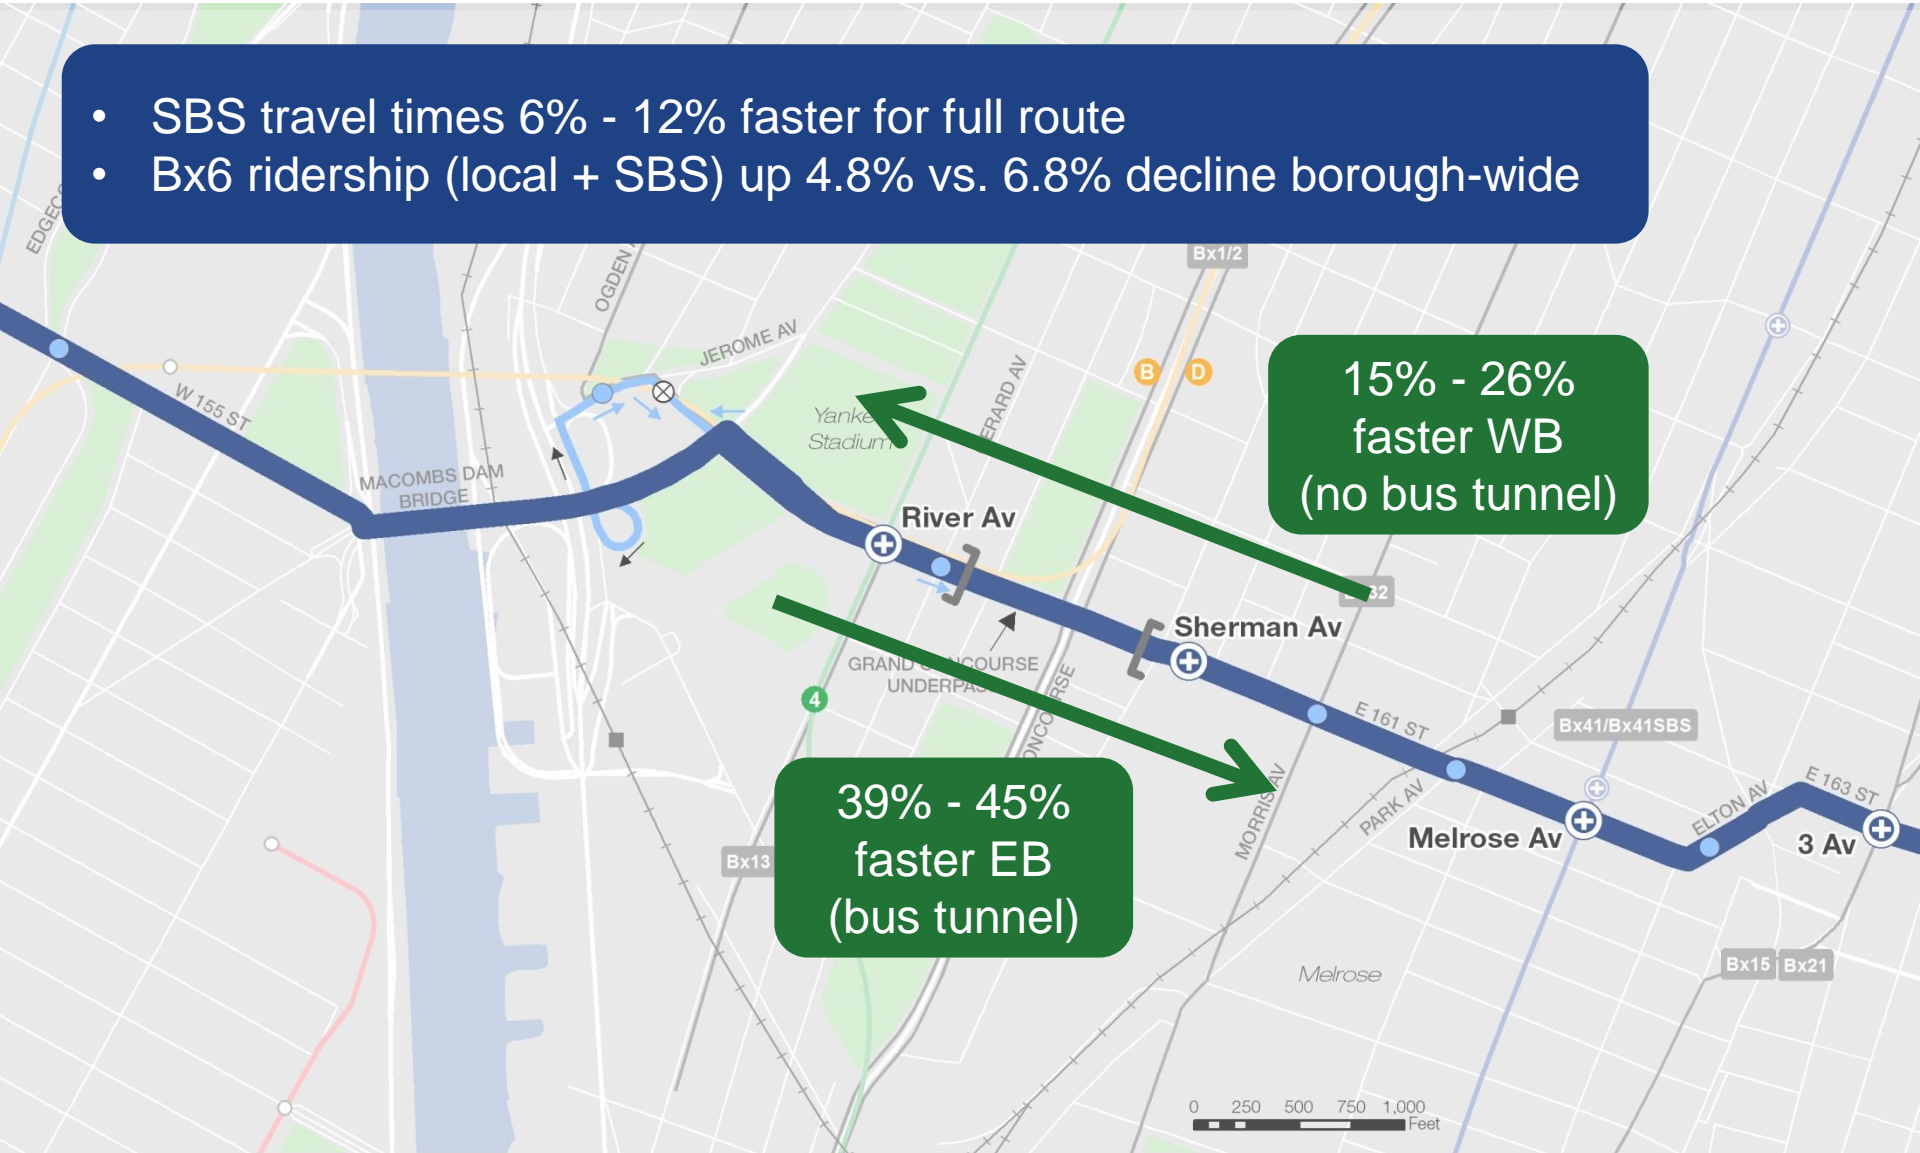 • SBS travel times 6% - 12% faster for full route
• Bx6 ridership (local + SBS) up 4.8% vs. 6.8% decline borough-wide
Bx1/2
OGDEN
JEROME AV
15% - 26%
faster WB
(no bus tunnel)
B
D
W 155 ST
Stadium
MACOMBS DAM
BRIDGE
River Av
Sherman Av
GRAND CONCOURSE
4
E 161 ST
Bx41/Bx41SBS
MORRIS AV
PARK AV
ELTON AV
E 163 ST
Melrose Av
3 Av
39% - 45%
faster EB
(bus tunnel)
Bx13
Bx15
Bx21
Melrose
0 250 500 750 1,000
Feet